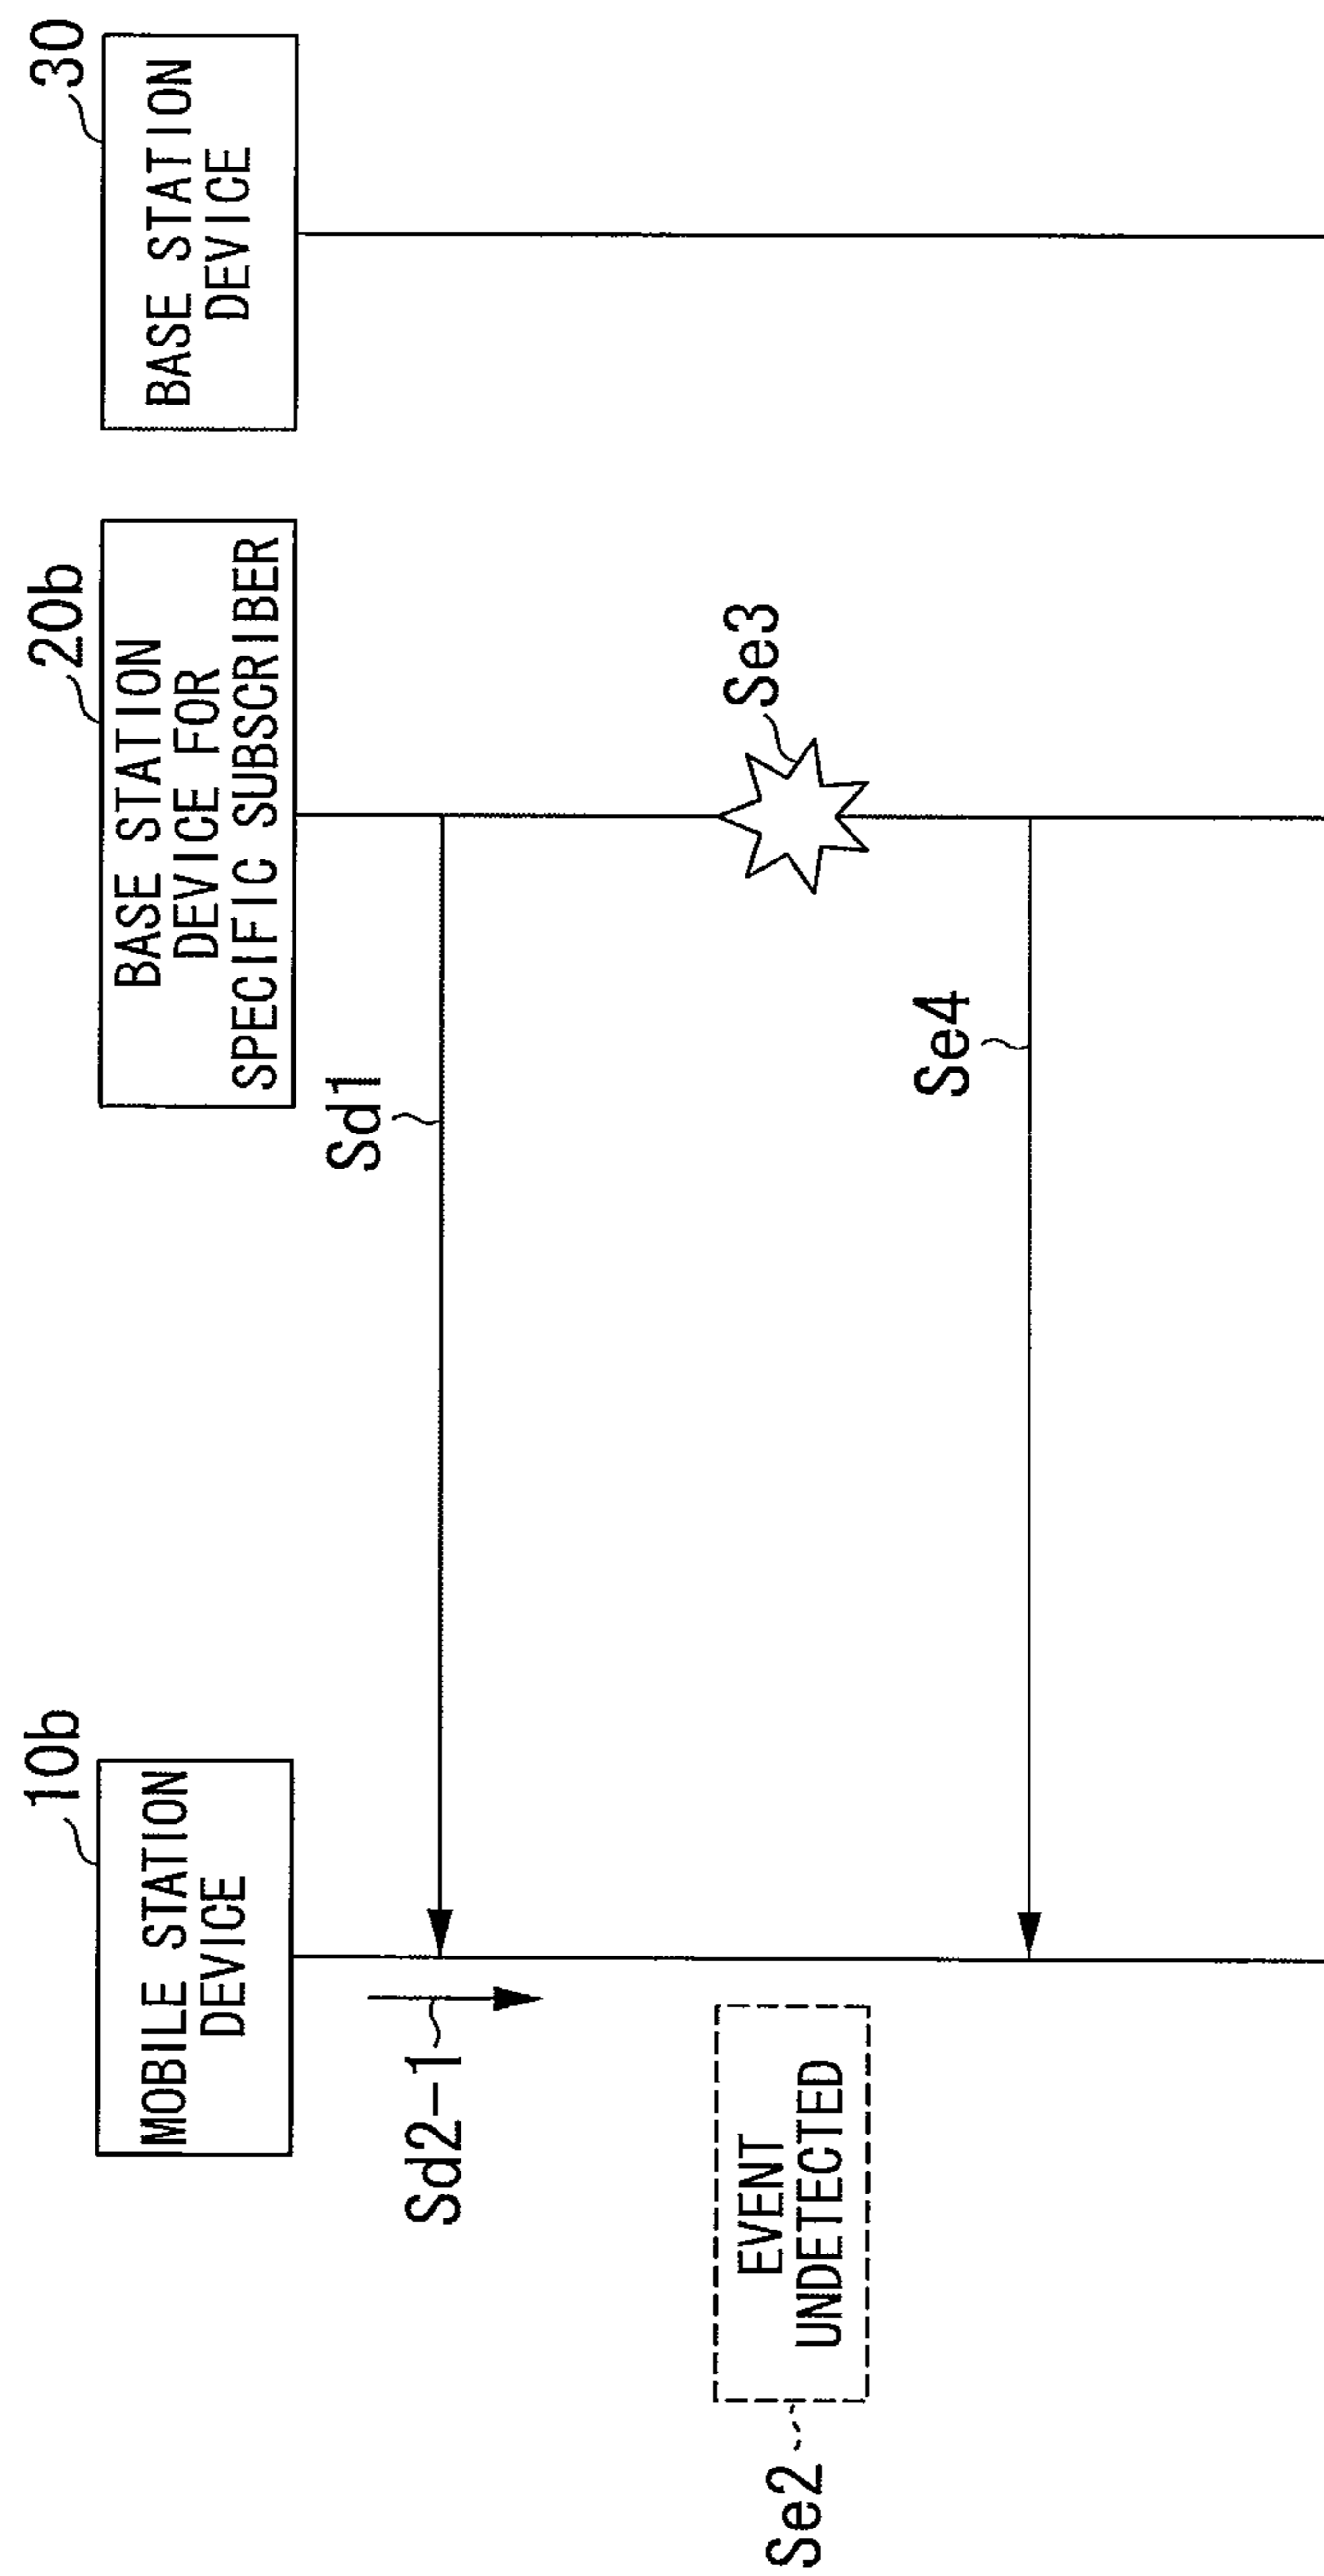 10b
MOBILE STATION
DEVICE
20b
BASE STATION
DEVICE FOR
SPECIFIC SUBSCRIBER
30
BASE STATION
DEVICE
Sd1
Sd2-1
Se2
EVENT
UNDETECTED
Se3
Se4